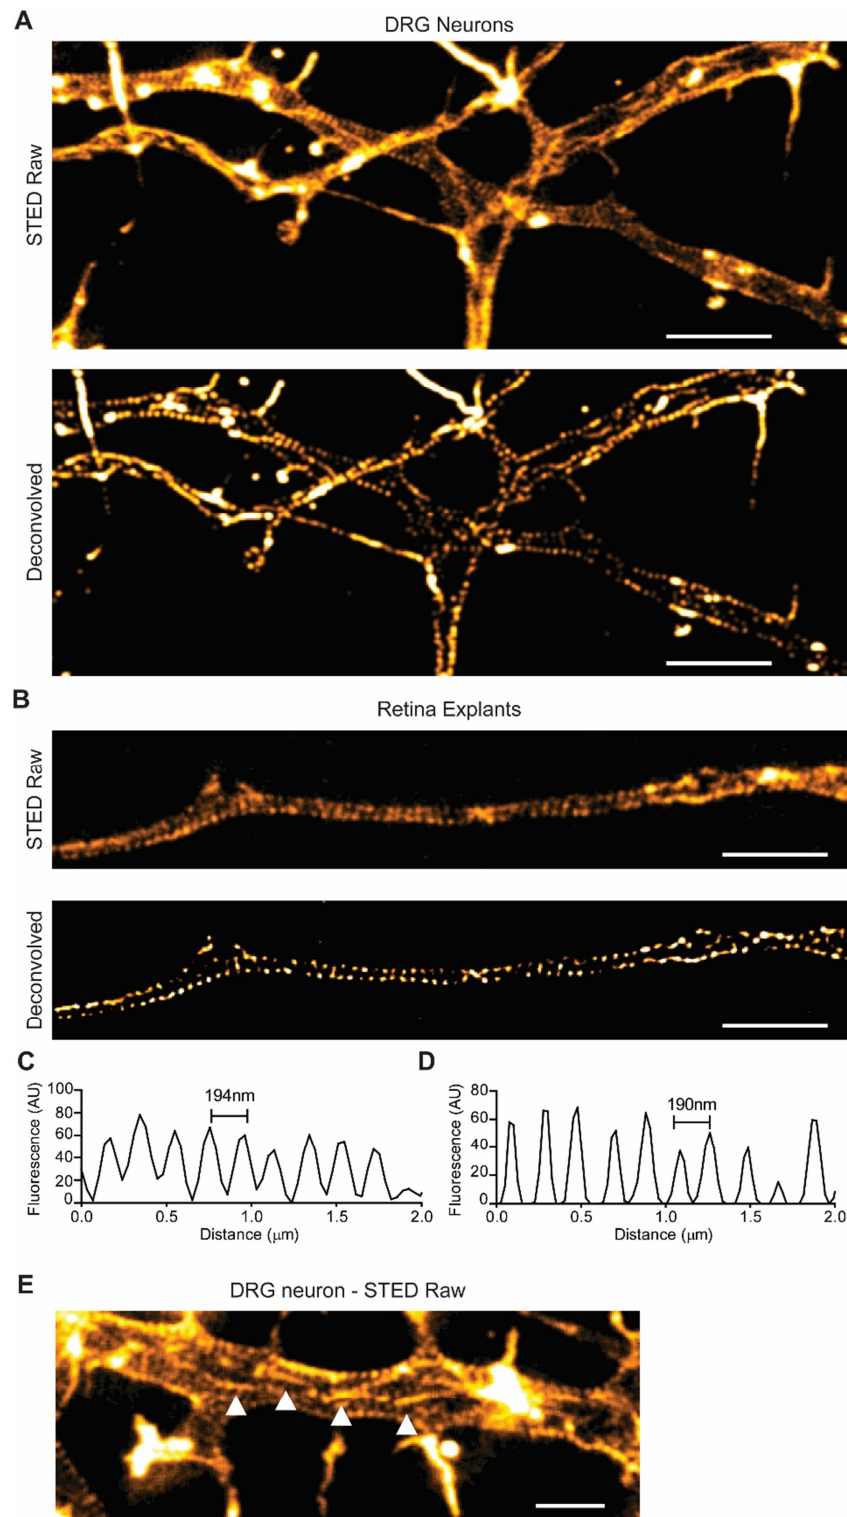 A
DRG Neurons
STED Raw
Deconvolved
B
Retina Explants
STED Raw
Deconvolved
C
Fluorescence (AU)
100
80
60
40
20
0
194nm
0.0 0.5 1.0 1.5 2.0
Distance (μm)
D
Fluorescence (AU)
80
60
40
20
0
190nm
0.0 0.5 1.0 1.5 2.0
Distance (μm)
E
DRG neuron - STED Raw